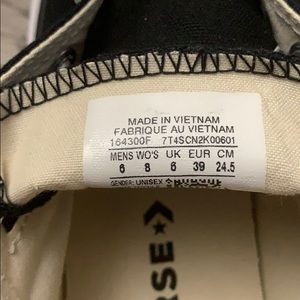 MADE IN VIETNAM
FABRIQUE AU VIETNAM
164300F 7T4SCN2K00601
MENS WO'S UK EUR CM
6 8 6 39 24.5
GENDER: UNISEX
RSE